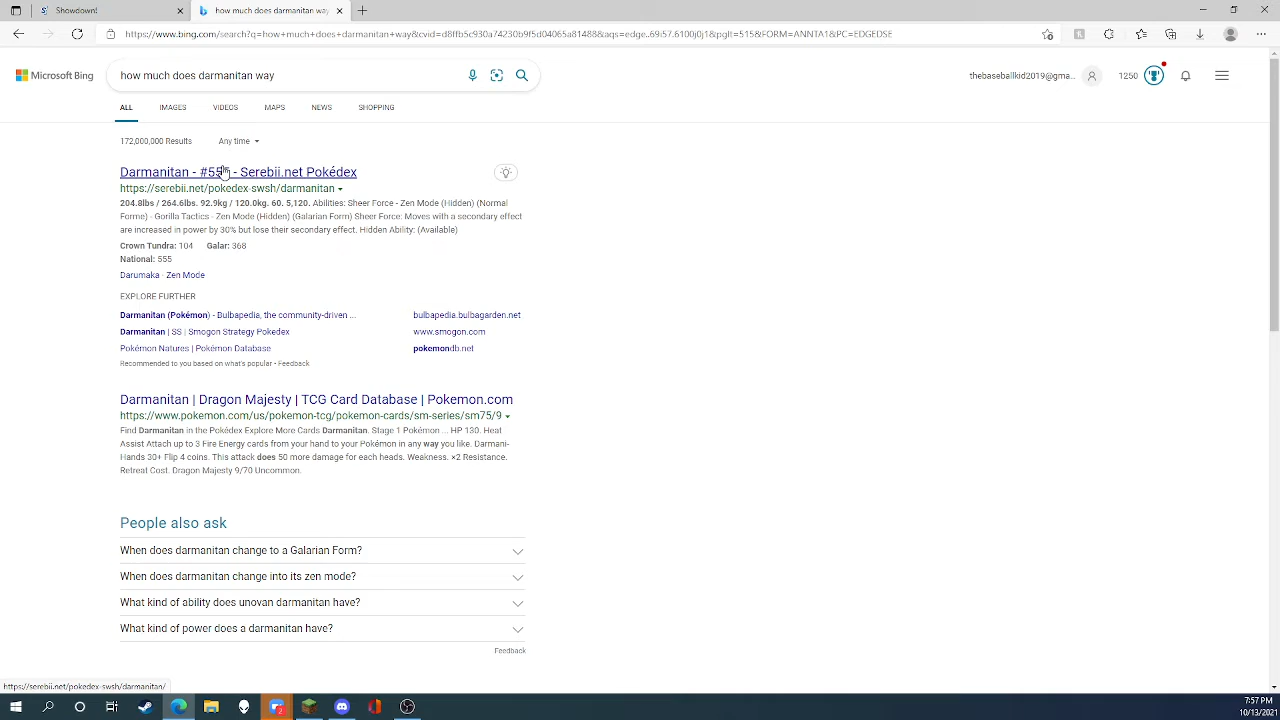 Showdown!
how much does darmanitan way
https://www.bing.com/search?q=how+much+does+darmanitan+way&cvid=d8ffb5c930a74230b9f5d04065a81488&aqs=edge..69i57.6100j0j1&pglt=515&FORM=ANNTA1&PC=EDGEDSE
Microsoft Bing
how much does darmanitan way
thebaseballkid2019@gma...
1250
ALL IMAGES VIDEOS MAPS NEWS SHOPPING
172,000,000 Results Any time
Darmanitan - #555 - Serebii.net Pokédex
https://serebii.net/pokedex-swsh/darmanitan
204.8lbs / 264.6lbs. 92.9kg / 120.0kg. 60. 5,120. Abilities: Sheer Force - Zen Mode (Hidden) (Normal
Forme) - Gorilla Tactics - Zen Mode (Hidden) (Galarian Form) Sheer Force: Moves with a secondary effect
are increased in power by 30% but lose their secondary effect. Hidden Ability: (Available)
Crown Tundra: 104 Galar: 368
National: 555
Darumaka · Zen Mode
EXPLORE FURTHER
Darmanitan (Pokémon) - Bulbapedia, the community-driven ... bulbapedia.bulbagarden.net
Darmanitan | SS | Smogon Strategy Pokedex www.smogon.com
Pokémon Natures | Pokémon Database pokemondb.net
Recommended to you based on what's popular • Feedback
Darmanitan | Dragon Majesty | TCG Card Database | Pokemon.com
https://www.pokemon.com/us/pokemon-tcg/pokemon-cards/sm-series/sm75/9
Find Darmanitan in the Pokédex Explore More Cards Darmanitan. Stage 1 Pokémon ... HP 130. Heat
Assist Attach up to 3 Fire Energy cards from your hand to your Pokémon in any way you like. Darmani-
Hands 30+ Flip 4 coins. This attack does 50 more damage for each heads. Weakness. ×2 Resistance.
Retreat Cost. Dragon Majesty 9/70 Uncommon.
People also ask
When does darmanitan change to a Galarian Form?
When does darmanitan change into its zen mode?
What kind of ability does unovan darmanitan have?
What kind of power does a darmanitan have?
Feedback
https://serebii.net/pokedex-swsh/darmanitan/
2
7:57 PM
10/13/2021